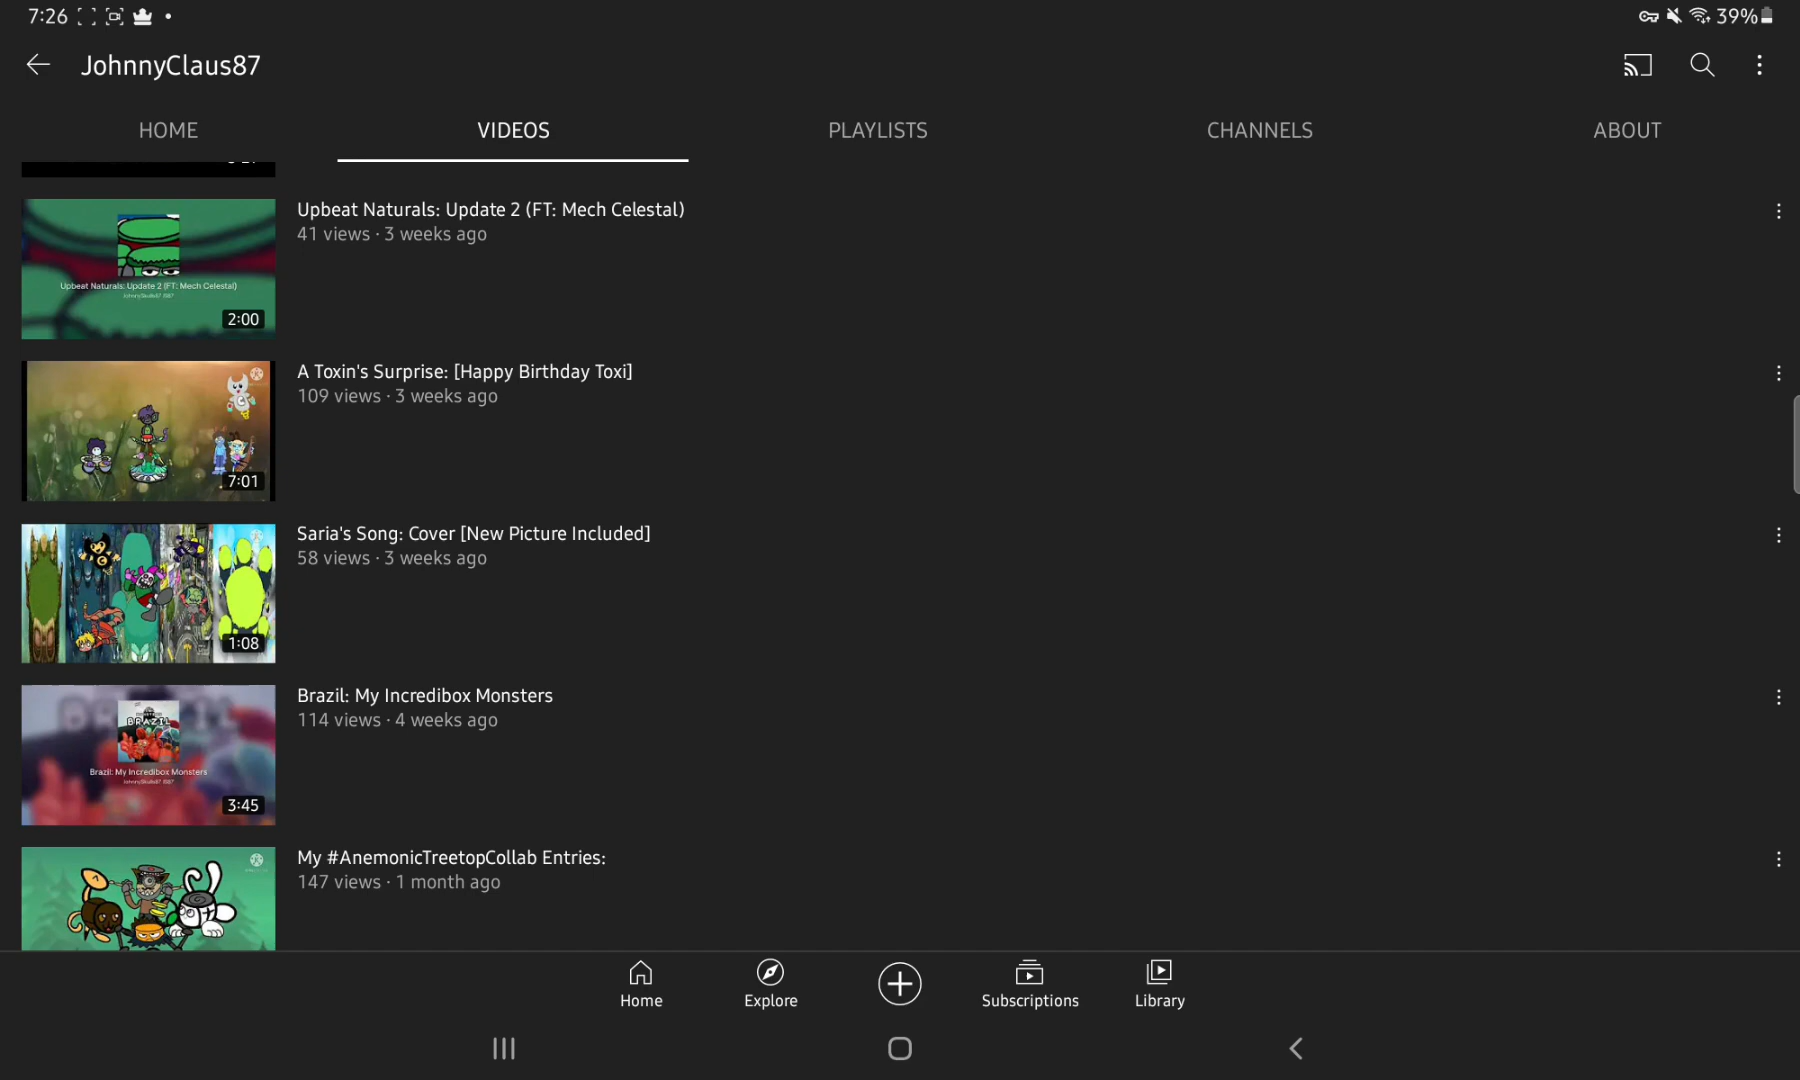 7:26
39%
JohnnyClaus87
HOME
VIDEOS
PLAYLISTS
CHANNELS
ABOUT
Upbeat Naturals: Update 2 (FT: Mech Celestal)
41 views · 3 weeks ago
Upbeat Naturals: Update 2 (FT: Mech Celestal)
2:00
A Toxin's Surprise: [Happy Birthday Toxi]
109 views · 3 weeks ago
7:01
Saria's Song: Cover [New Picture Included]
58 views · 3 weeks ago
1:08
Brazil: My Incredibox Monsters
114 views · 4 weeks ago
BRAZIL
Brazil: My Incredibox Monsters
3:45
My #AnemonicTreetopCollab Entries:
147 views · 1 month ago
Home
Explore
Subscriptions
Library